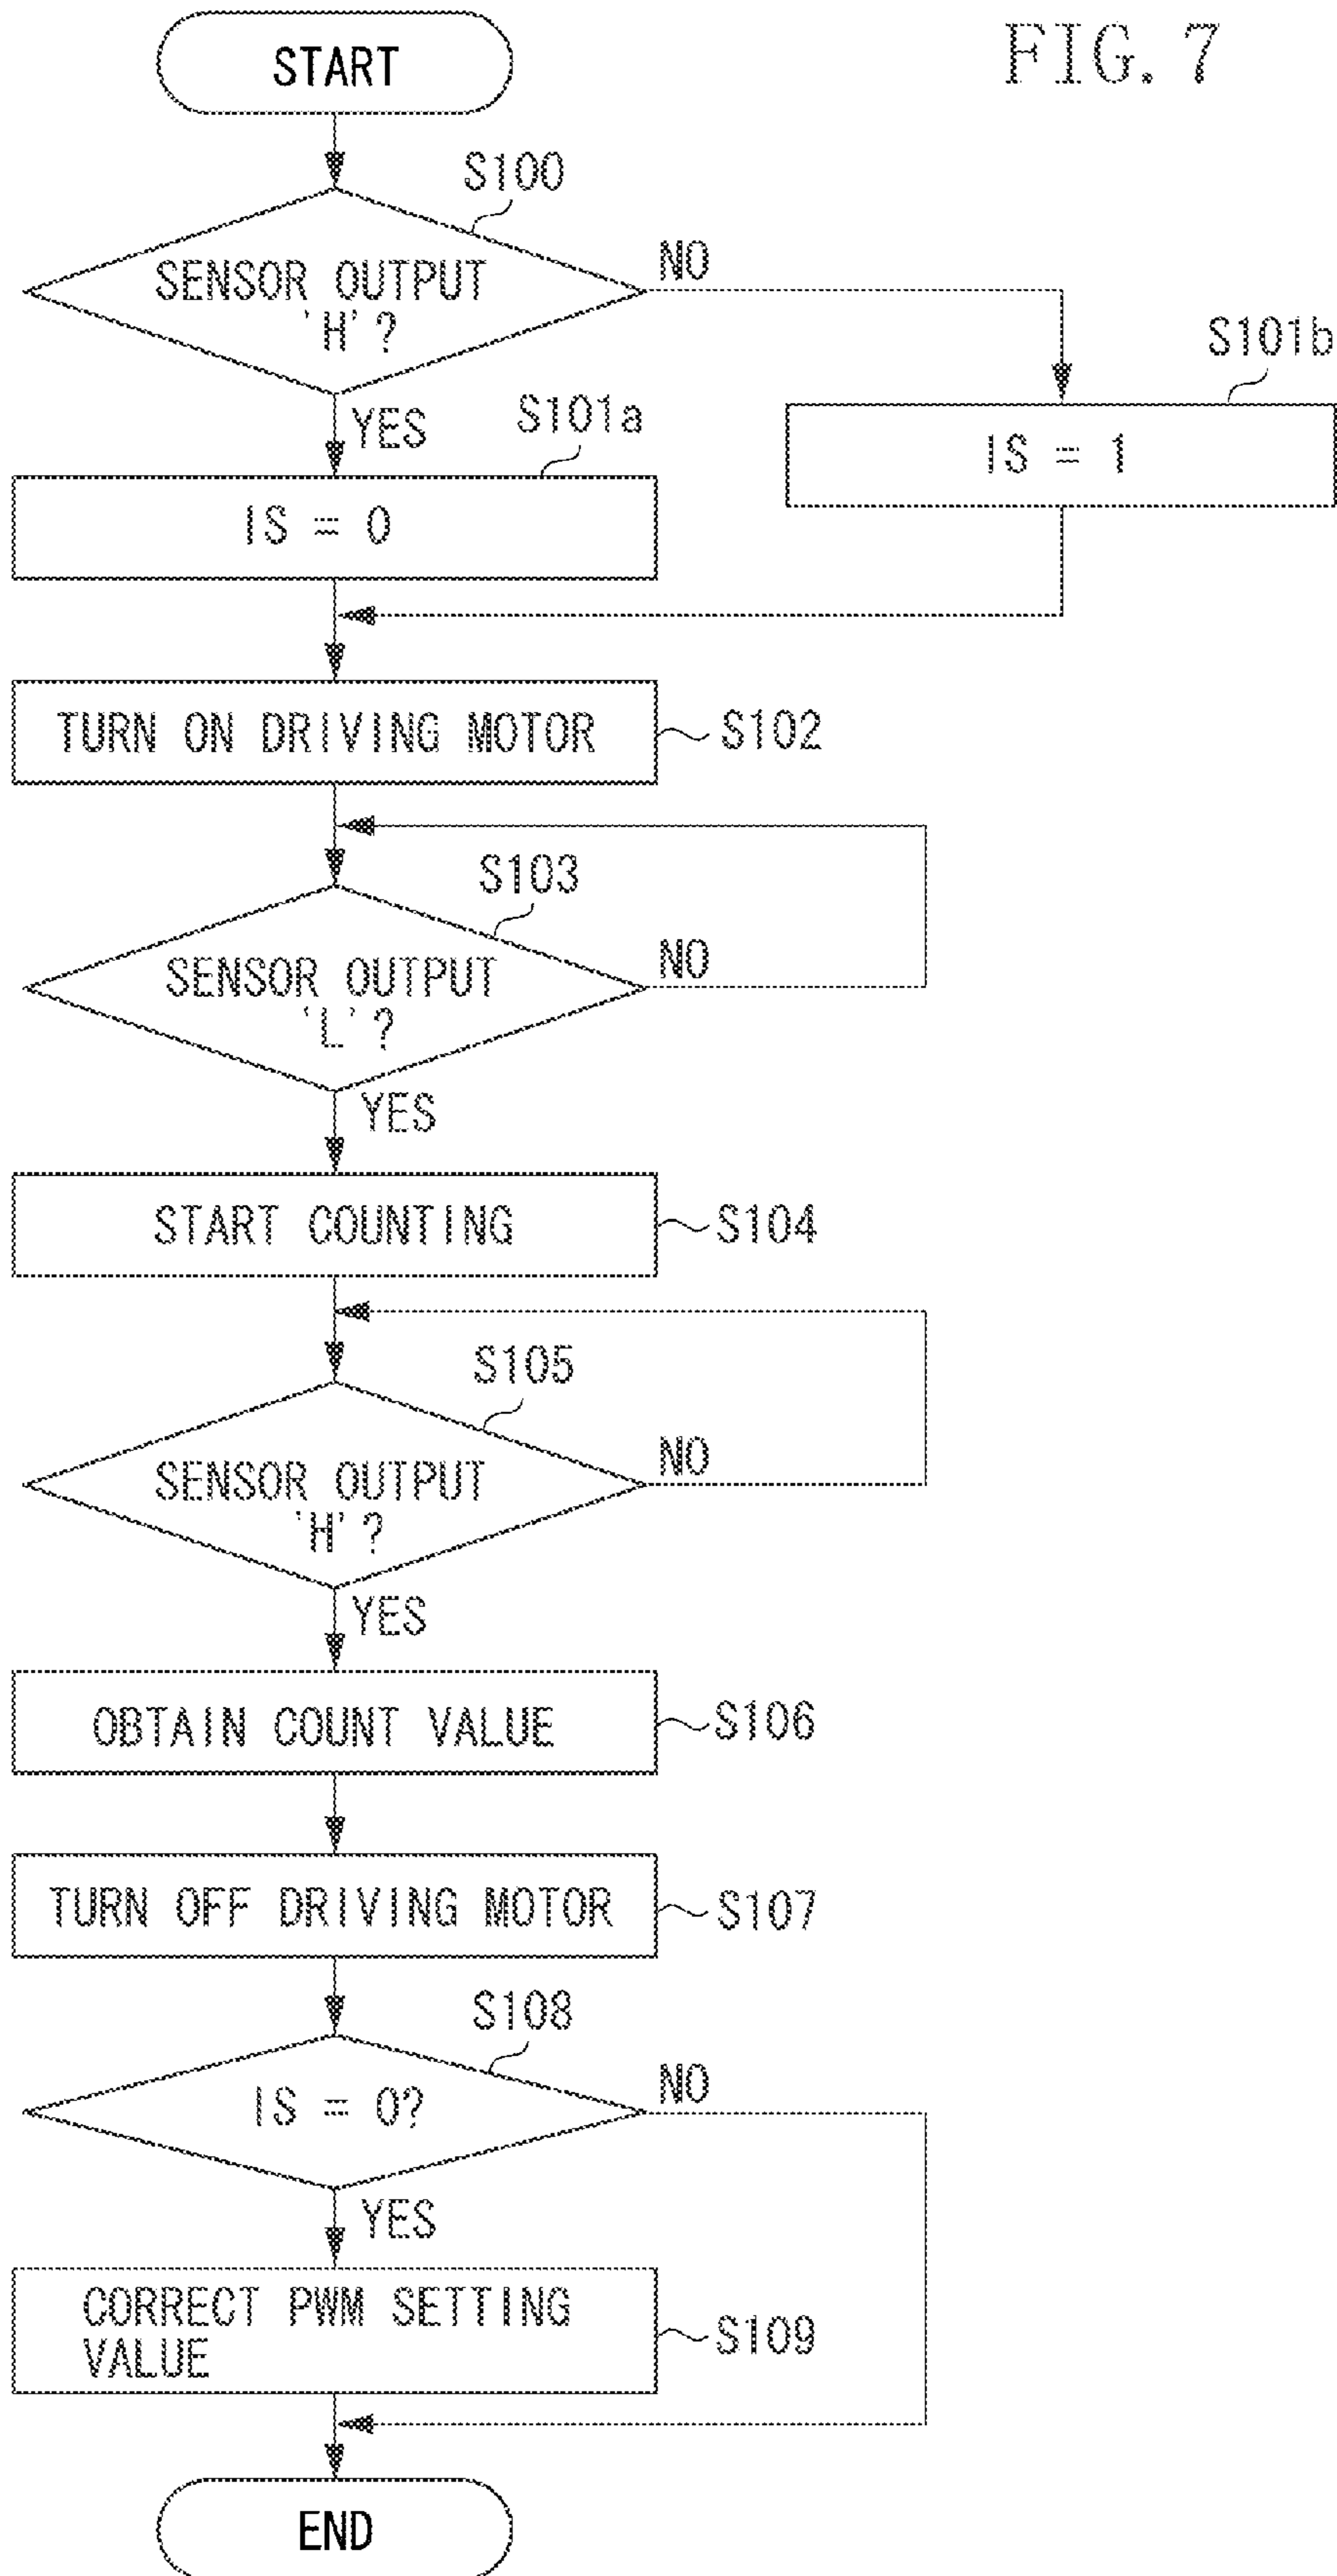 FIG. 7
START
S100
SENSOR OUTPUT
'H'?
NO
YES
S101a
IS = 0
S101b
IS = 1
TURN ON DRIVING MOTOR
S102
S103
SENSOR OUTPUT
'L'?
NO
YES
START COUNTING
S104
S105
SENSOR OUTPUT
'H'?
NO
YES
OBTAIN COUNT VALUE
S106
TURN OFF DRIVING MOTOR
S107
S108
IS = 0?
NO
YES
CORRECT PWM SETTING
VALUE
S109
END